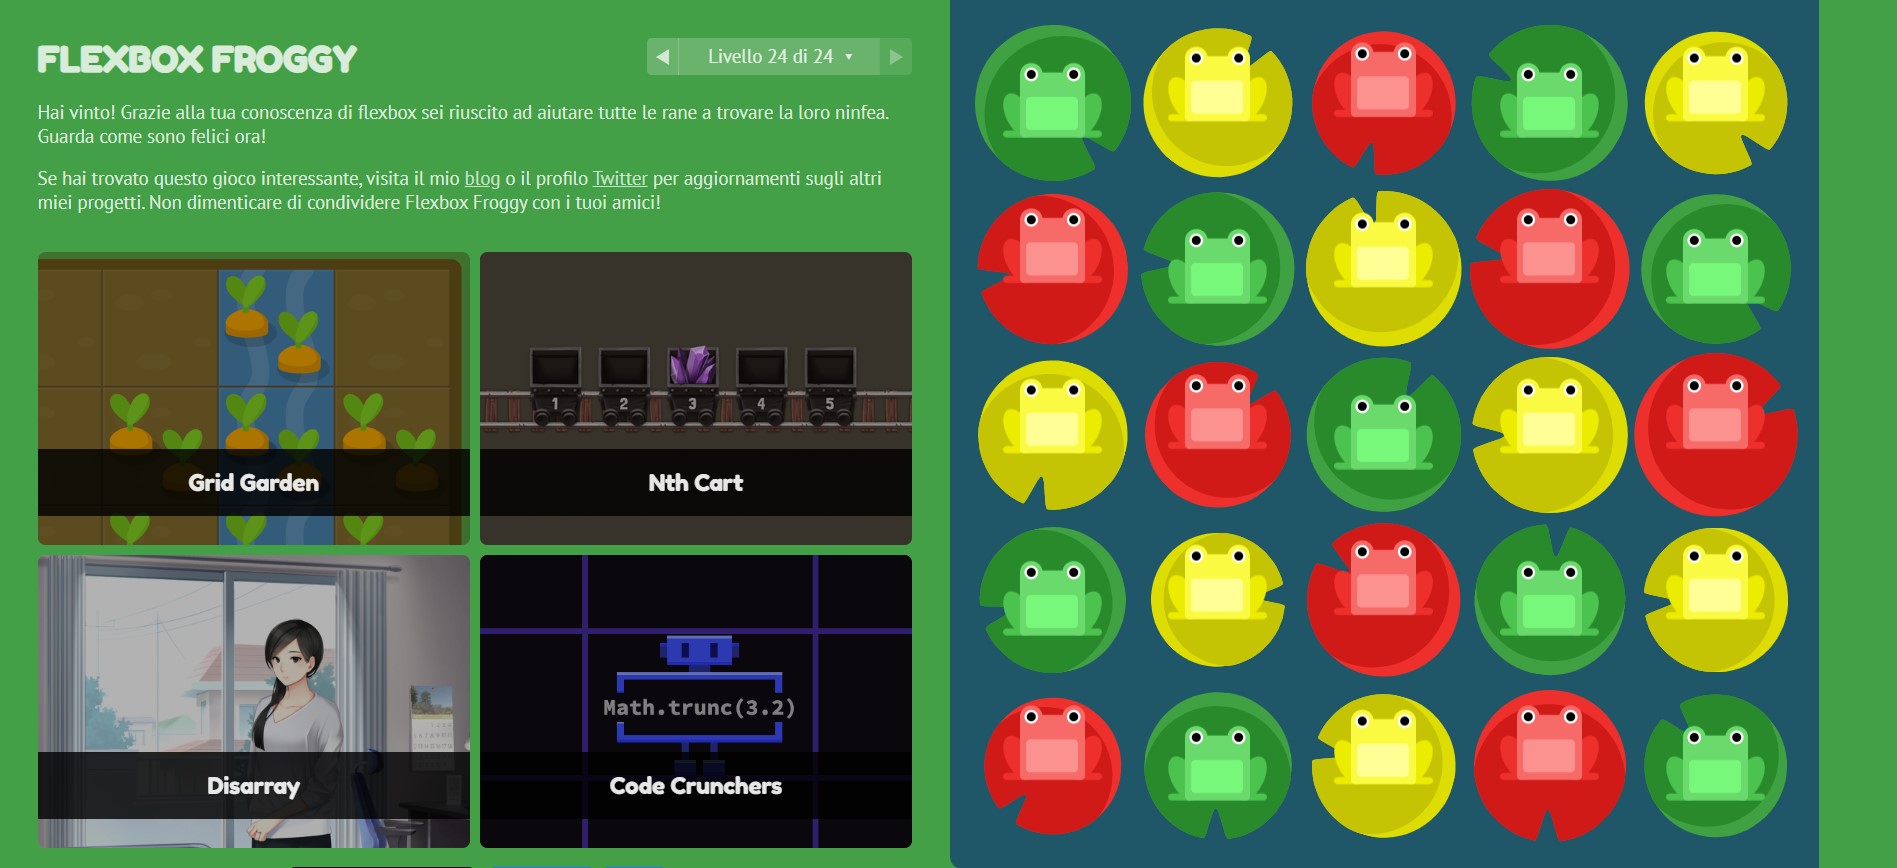 FLEXBOX FROGGY
Livello 24 di 24
Hai vinto! Grazie alla tua conoscenza di flexbox sei riuscito ad aiutare tutte le rane a trovare la loro ninfea.
Guarda come sono felici ora!
Se hai trovato questo gioco interessante, visita il mio blog o il profilo Twitter per aggiornamenti sugli altri
miei progetti. Non dimenticare di condividere Flexbox Froggy con i tuoi amici!
Grid Garden
1 2 3 4 5
Nth Cart
Disarray
Math.trunc(3.2)
Code Crunchers